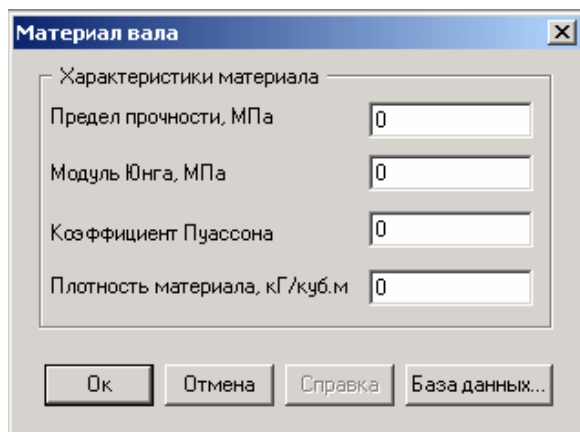 Материал вала
Характеристики материала
Предел прочности, МПа 0
Модуль Юнга, МПа 0
Коэффициент Пуассона 0
Плотность материала, кГ/куб.м 0
Ок Отмена Справка База данных...